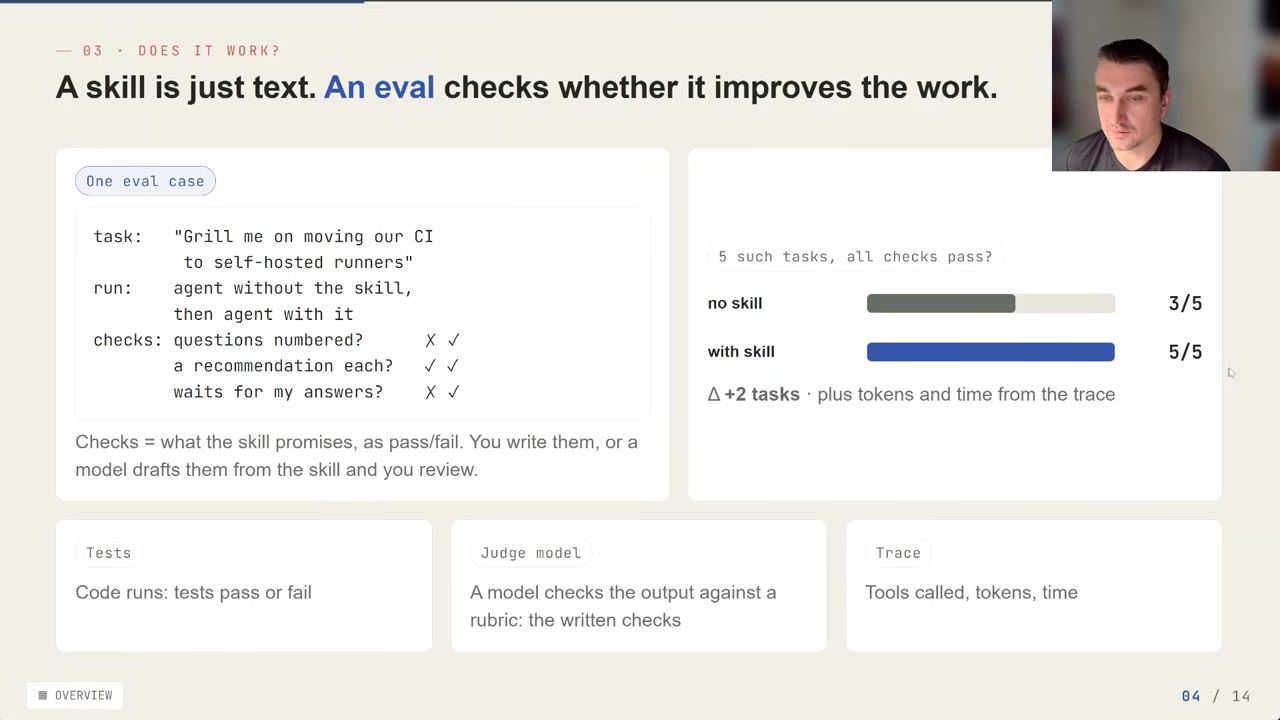 — 03 · DOES IT WORK?
A skill is just text. An eval checks whether it improves the work.
One eval case
task: "Grill me on moving our CI
to self-hosted runners"
run: agent without the skill,
then agent with it
checks: questions numbered? ✗ ✓
a recommendation each? ✓ ✓
waits for my answers? ✗ ✓
Checks = what the skill promises, as pass/fail. You write them, or a
model drafts them from the skill and you review.
5 such tasks, all checks pass?
no skill 3/5
with skill 5/5
Δ +2 tasks · plus tokens and time from the trace
Tests
Code runs: tests pass or fail
Judge model
A model checks the output against a
rubric: the written checks
Trace
Tools called, tokens, time
▦ OVERVIEW
04 / 14